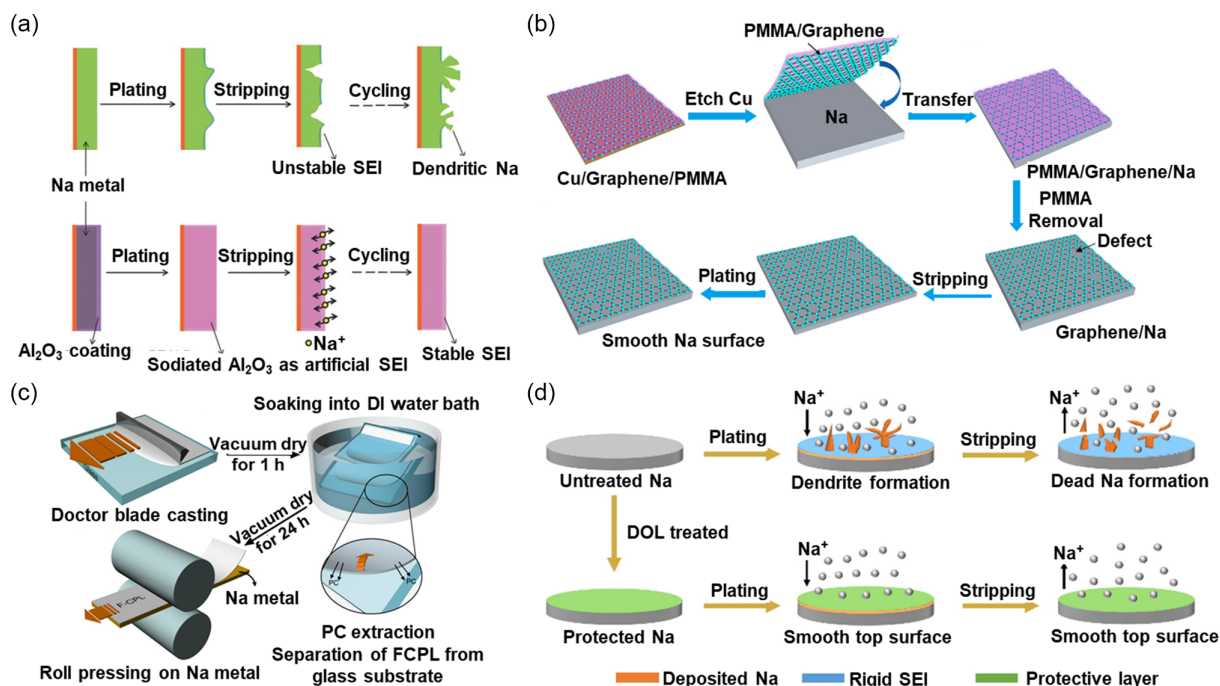 (a)
Plating
Stripping
Cycling
Unstable SEI
Dendritic Na
Na metal
Plating
Stripping
Cycling
Al₂O₃ coating
Sodiated Al₂O₃ as artificial SEI
Na⁺
Stable SEI
(b)
PMMA/Graphene
Etch Cu
Na
Transfer
Cu/Graphene/PMMA
PMMA/Graphene/Na
PMMA
Removal
Defect
Plating
Stripping
Smooth Na surface
Graphene/Na
(c)
Soaking into DI water bath
Vacuum dry
for 1 h
Doctor blade casting
Vacuum dry
for 24 h
PC
PC
F-CPL
Na metal
PC extraction
Separation of FCPL from
glass substrate
Roll pressing on Na metal
(d)
Na⁺
Na⁺
Plating
Stripping
Untreated Na
Dendrite formation
Dead Na formation
DOL treated
Na⁺
Na⁺
Plating
Stripping
Protected Na
Smooth top surface
Smooth top surface
Deposited Na
Rigid SEI
Protective layer